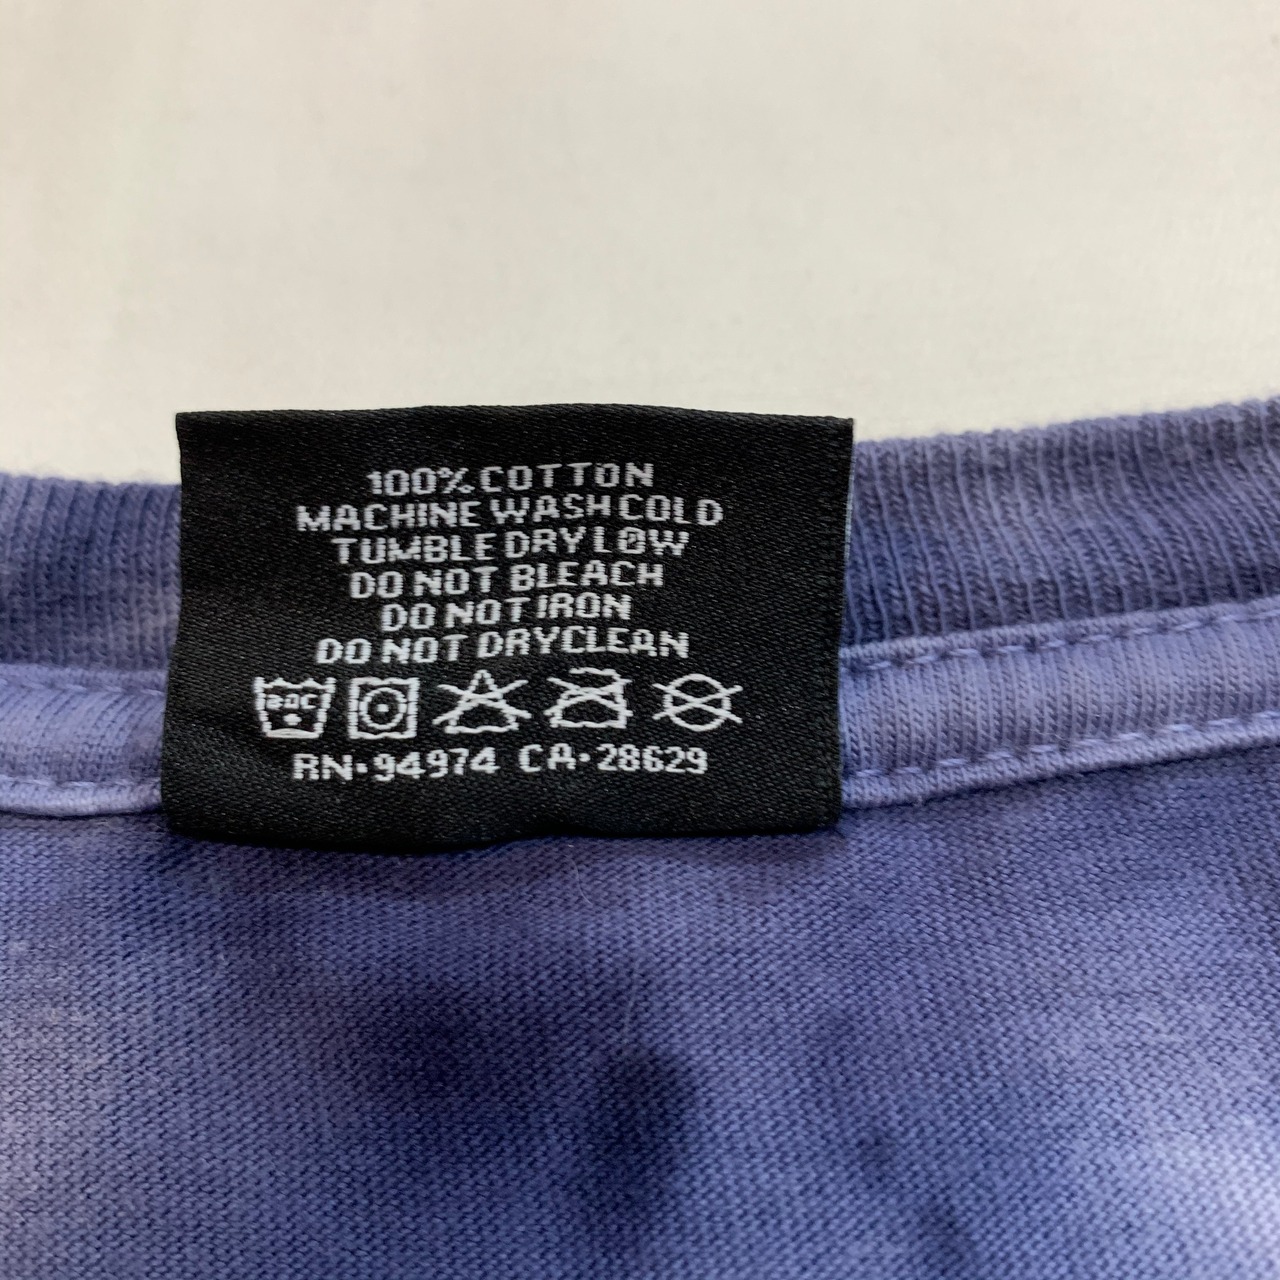 100% COTTON
MACHINE WASH COLD
TUMBLE DRY LOW
DO NOT BLEACH
DO NOT IRON
DO NOT DRYCLEAN
RN•94974 CA•28629